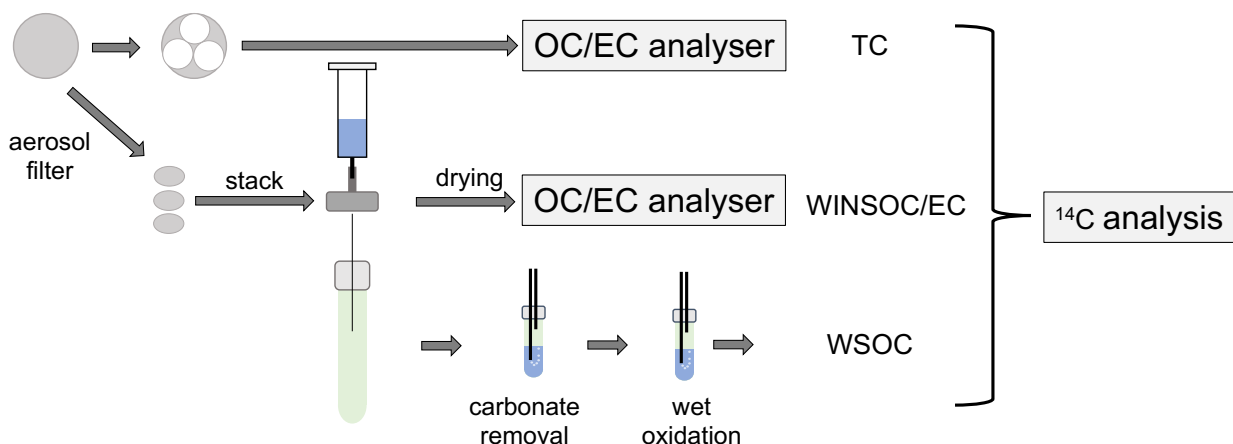 OC/EC analyser
TC
aerosol
filter
stack
drying
OC/EC analyser
WINSOC/EC
¹⁴C analysis
WSOC
carbonate
removal
wet
oxidation